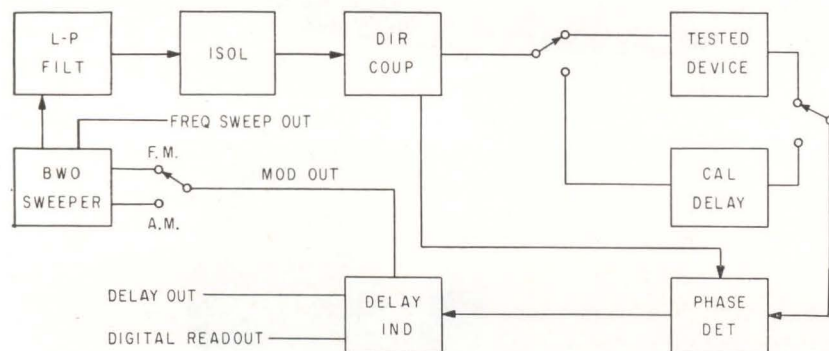 L-P
FILT
ISOL
DIR
COUP
TESTED
DEVICE
FREQ SWEEP OUT
BWO
SWEEPER
F.M.
A.M.
MOD OUT
CAL
DELAY
DELAY OUT
DIGITAL READOUT
DELAY
IND
PHASE
DET